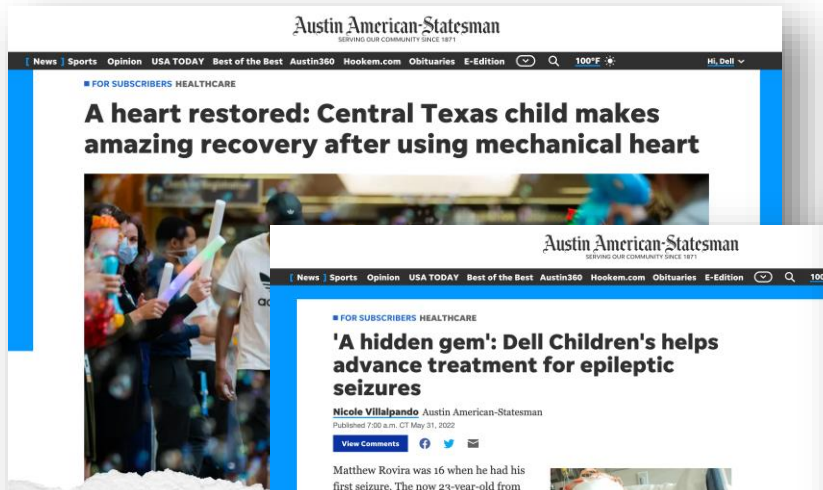 Austin American-Statesman
SERVING OUR COMMUNITY SINCE 1871
[ News ] Sports Opinion USA TODAY Best of the Best Austin360 Hookem.com Obituaries E-Edition 100°F Hi, Dell
FOR SUBSCRIBERS HEALTHCARE
A heart restored: Central Texas child makes
amazing recovery after using mechanical heart
Austin American-Statesman
SERVING OUR COMMUNITY SINCE 1871
[ News ] Sports Opinion USA TODAY Best of the Best Austin360 Hookem.com Obituaries E-Edition 100
FOR SUBSCRIBERS HEALTHCARE
'A hidden gem': Dell Children's helps
advance treatment for epileptic
seizures
Nicole Villalpando Austin American-Statesman
Published 7:00 a.m. CT May 31, 2022
View Comments
Matthew Rovira was 16 when he had his
first seizure. The now 23-year-old from